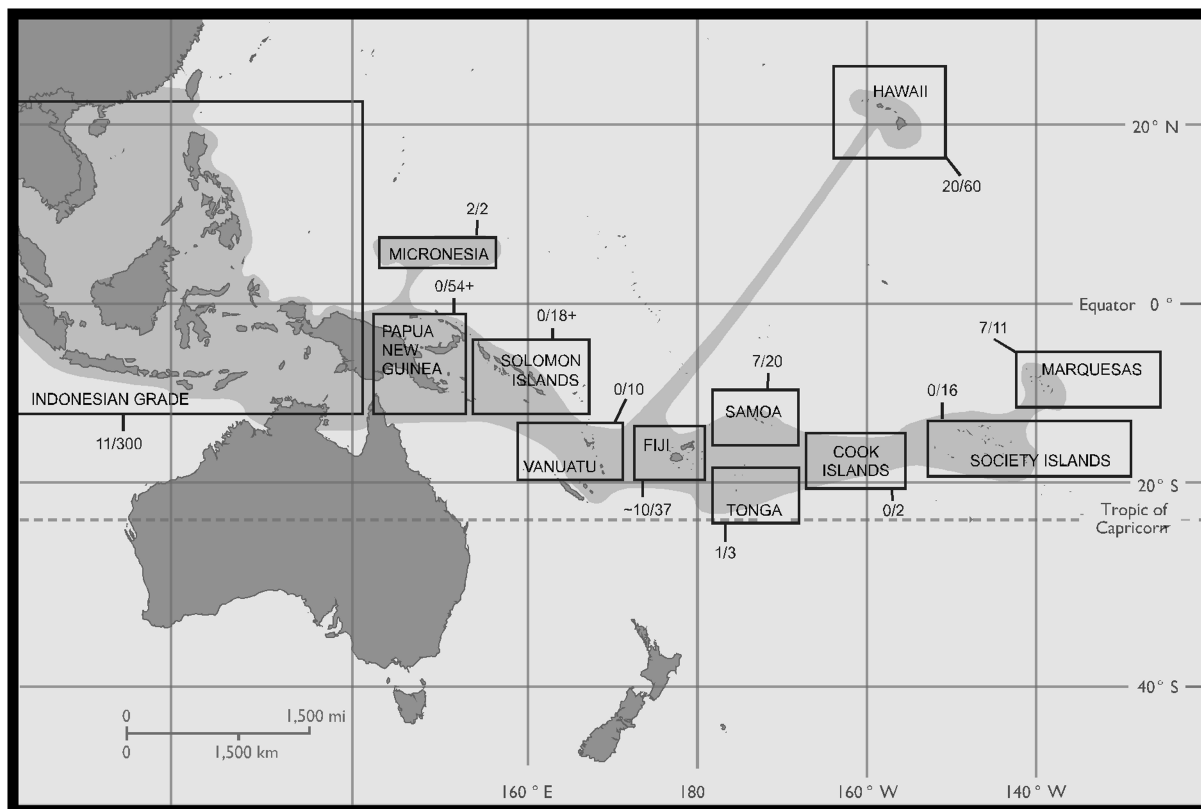 HAWAII
20° N
20/60
2/2
MICRONESIA
0/54+
Equator 0°
0/18+
PAPUA
NEW
GUINEA
SOLOMON
ISLANDS
7/20
7/11
MARQUESAS
INDONESIAN GRADE
11/300
0/10
SAMOA
0/16
VANUATU
FIJI
COOK
ISLANDS
SOCIETY ISLANDS
20° S
~10/37
TONGA
0/2
Tropic of
Capricorn
1/3
40° S
0 1,500 mi
0 1,500 km
160° E
180
160° W
140° W